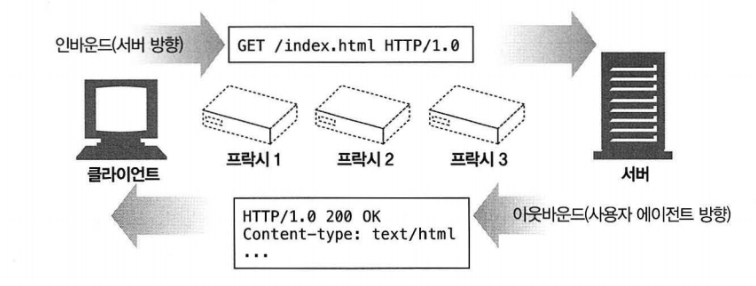 인바운드(서버 방향)
GET /index.html HTTP/1.0
프락시 1
프락시 2
프락시 3
클라이언트
서버
HTTP/1.0 200 OK
Content-type: text/html
...
아웃바운드(사용자 에이전트 방향)